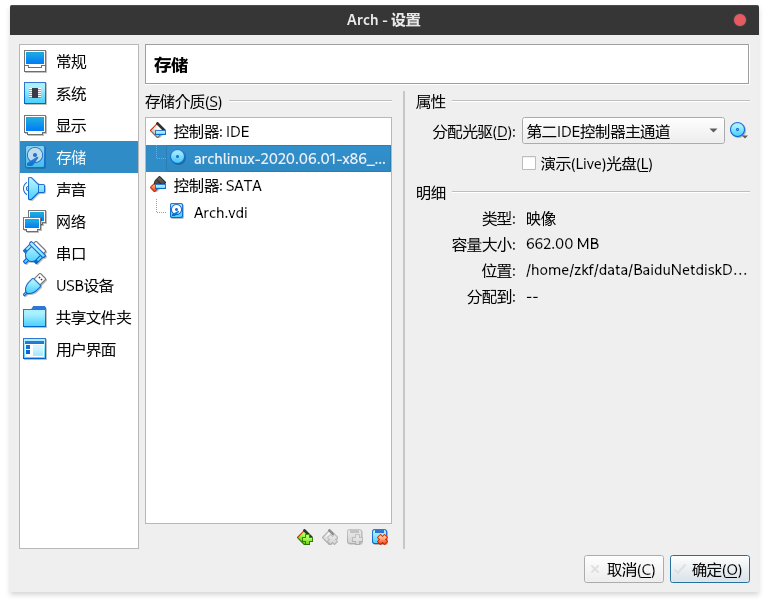 Arch - 设置
常规
系统
显示
存储
声音
网络
串口
USB设备
共享文件夹
用户界面
存储
存储介质(S)
控制器: IDE
archlinux-2020.06.01-x86_...
控制器: SATA
Arch.vdi
属性
分配光驱(D): 第二IDE控制器主通道
演示(Live)光盘(L)
明细
类型: 映像
容量大小: 662.00 MB
位置: /home/zkf/data/BaiduNetdiskD...
分配到: --
取消(C)
确定(O)